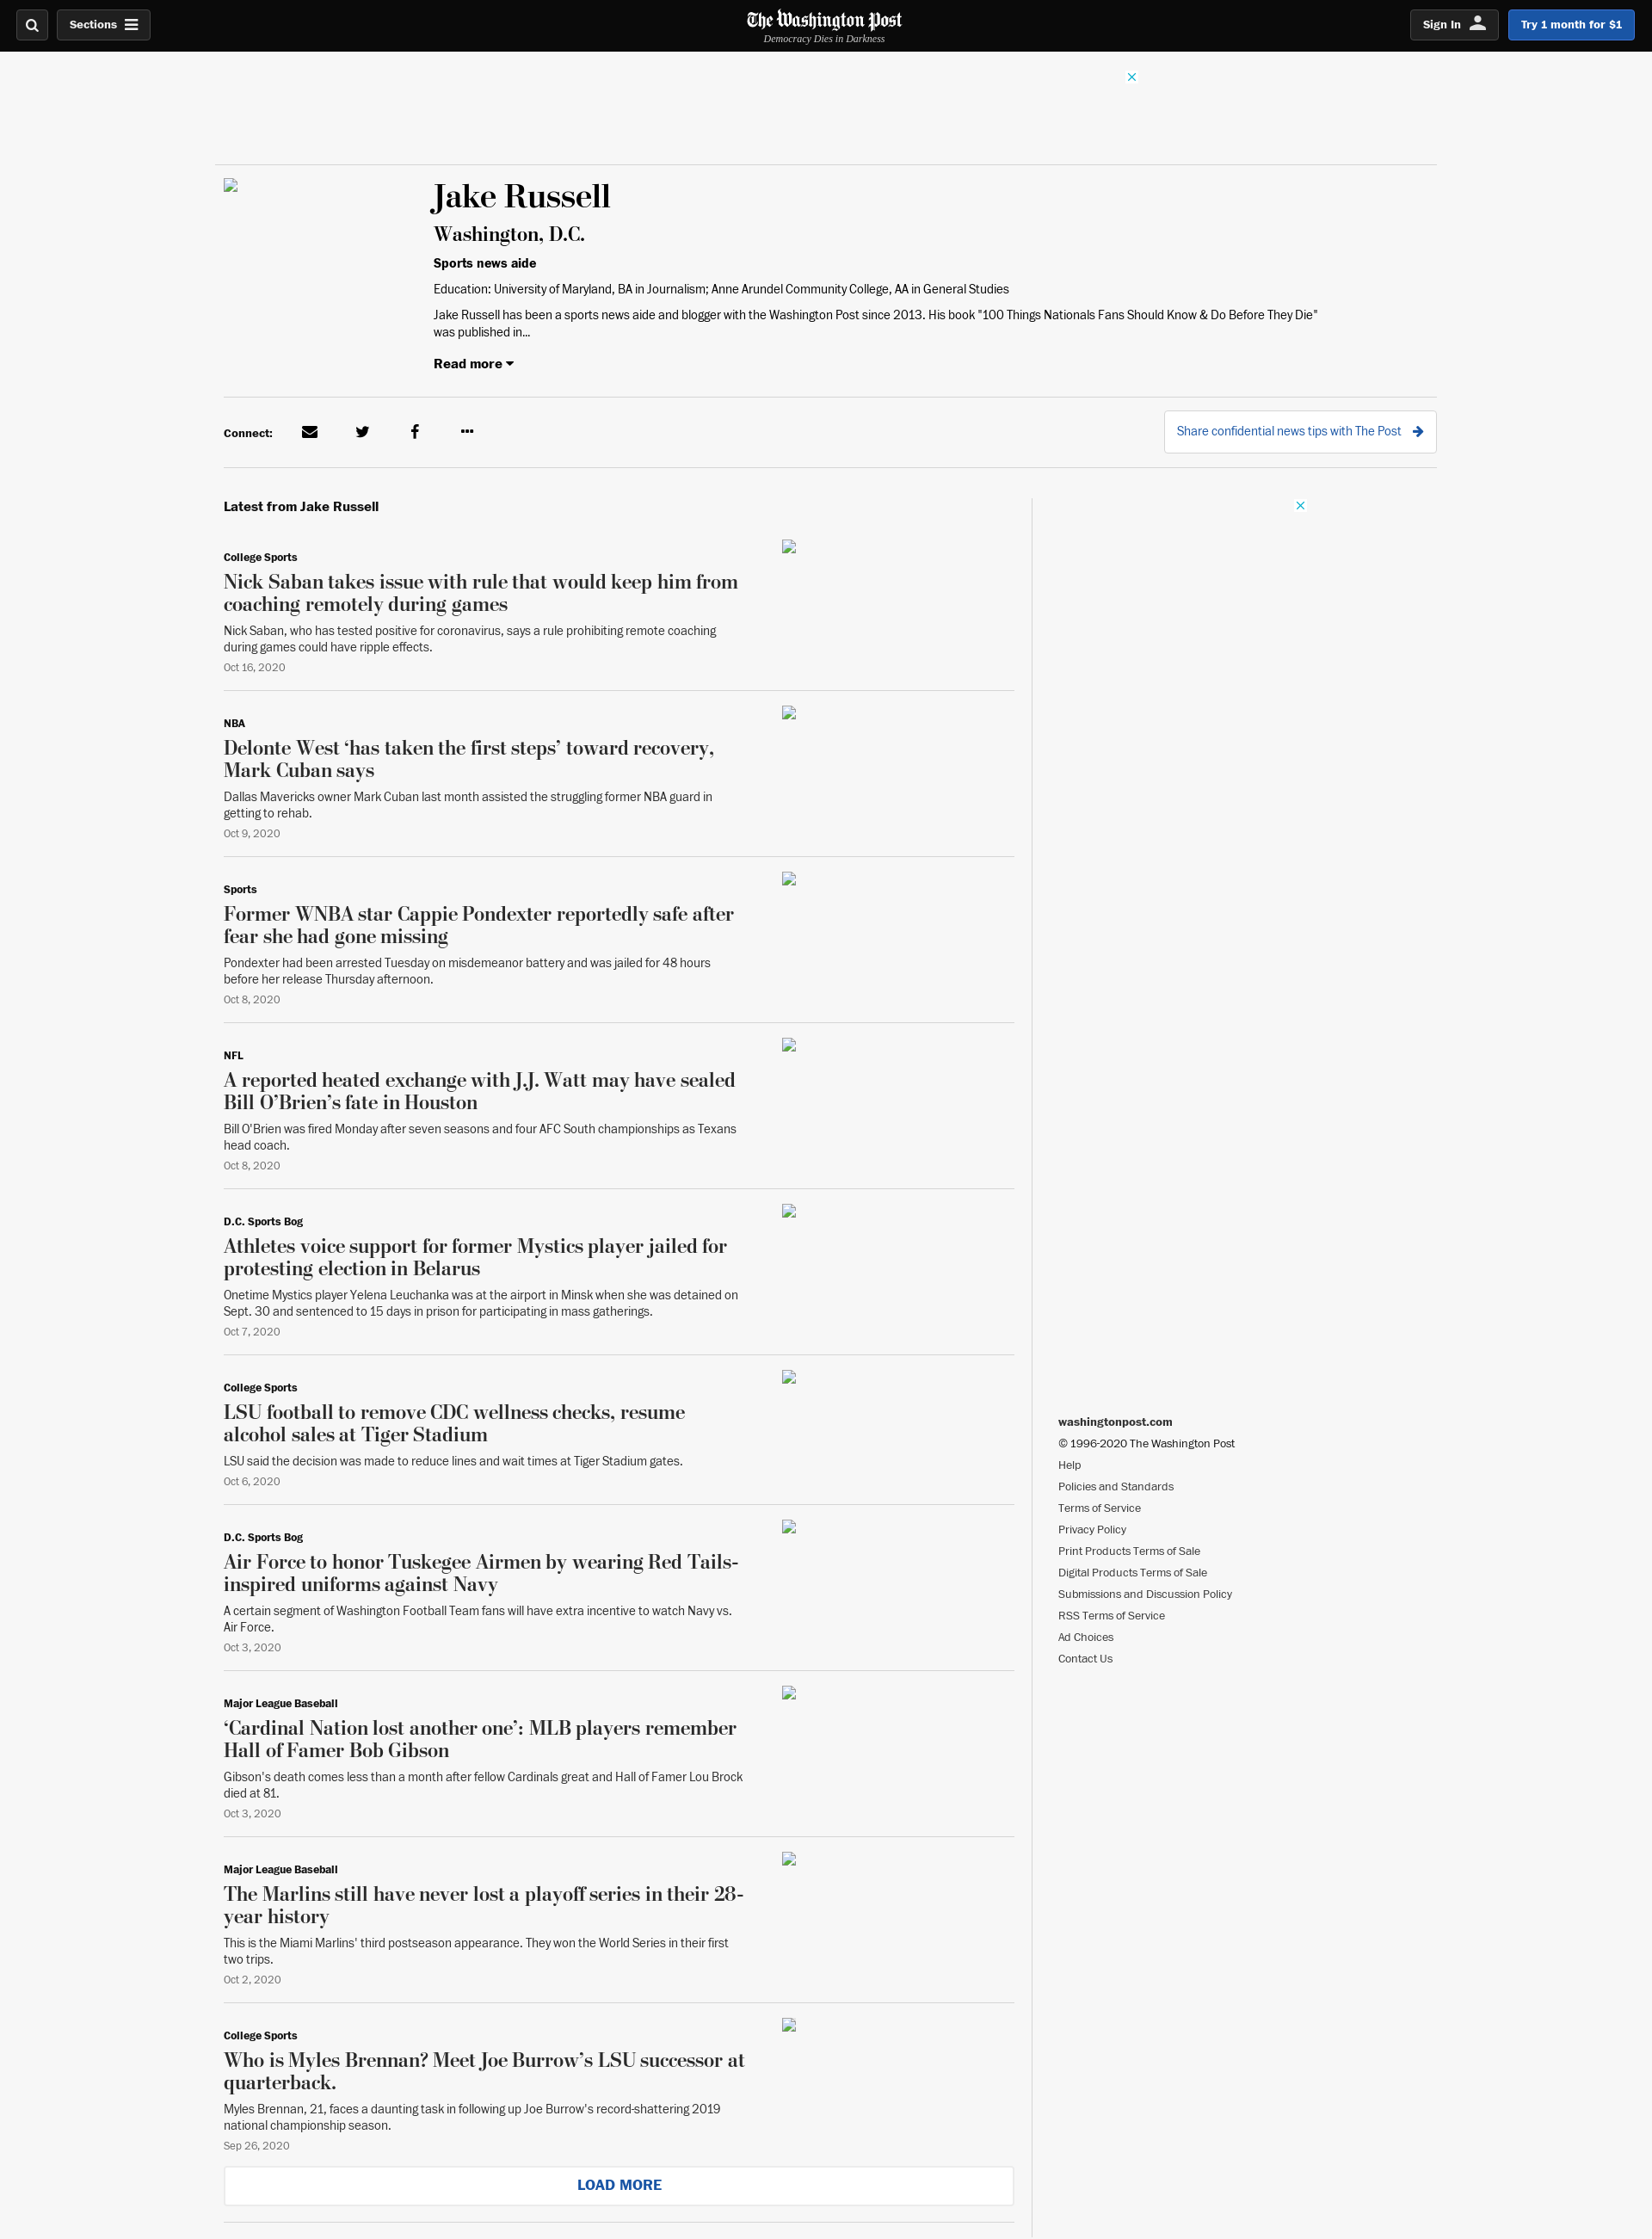 Sections
The Washington Post
Democracy Dies in Darkness
Sign In
Try 1 month for $1
Jake Russell
Washington, D.C.
Sports news aide
Education: University of Maryland, BA in Journalism; Anne Arundel Community College, AA in General Studies
Jake Russell has been a sports news aide and blogger with the Washington Post since 2013. His book "100 Things Nationals Fans Should Know & Do Before They Die"
was published in...
Read more
Connect:
Share confidential news tips with The Post
Latest from Jake Russell
College Sports
Nick Saban takes issue with rule that would keep him from
coaching remotely during games
Nick Saban, who has tested positive for coronavirus, says a rule prohibiting remote coaching
during games could have ripple effects.
Oct 16, 2020
NBA
Delonte West ‘has taken the first steps’ toward recovery,
Mark Cuban says
Dallas Mavericks owner Mark Cuban last month assisted the struggling former NBA guard in
getting to rehab.
Oct 9, 2020
Sports
Former WNBA star Cappie Pondexter reportedly safe after
fear she had gone missing
Pondexter had been arrested Tuesday on misdemeanor battery and was jailed for 48 hours
before her release Thursday afternoon.
Oct 8, 2020
NFL
A reported heated exchange with J.J. Watt may have sealed
Bill O’Brien’s fate in Houston
Bill O'Brien was fired Monday after seven seasons and four AFC South championships as Texans
head coach.
Oct 8, 2020
D.C. Sports Bog
Athletes voice support for former Mystics player jailed for
protesting election in Belarus
Onetime Mystics player Yelena Leuchanka was at the airport in Minsk when she was detained on
Sept. 30 and sentenced to 15 days in prison for participating in mass gatherings.
Oct 7, 2020
College Sports
LSU football to remove CDC wellness checks, resume
alcohol sales at Tiger Stadium
LSU said the decision was made to reduce lines and wait times at Tiger Stadium gates.
Oct 6, 2020
D.C. Sports Bog
Air Force to honor Tuskegee Airmen by wearing Red Tails-
inspired uniforms against Navy
A certain segment of Washington Football Team fans will have extra incentive to watch Navy vs.
Air Force.
Oct 3, 2020
Major League Baseball
‘Cardinal Nation lost another one’: MLB players remember
Hall of Famer Bob Gibson
Gibson's death comes less than a month after fellow Cardinals great and Hall of Famer Lou Brock
died at 81.
Oct 3, 2020
Major League Baseball
The Marlins still have never lost a playoff series in their 28-
year history
This is the Miami Marlins' third postseason appearance. They won the World Series in their first
two trips.
Oct 2, 2020
College Sports
Who is Myles Brennan? Meet Joe Burrow’s LSU successor at
quarterback.
Myles Brennan, 21, faces a daunting task in following up Joe Burrow's record-shattering 2019
national championship season.
Sep 26, 2020
LOAD MORE
washingtonpost.com
© 1996-2020 The Washington Post
Help
Policies and Standards
Terms of Service
Privacy Policy
Print Products Terms of Sale
Digital Products Terms of Sale
Submissions and Discussion Policy
RSS Terms of Service
Ad Choices
Contact Us